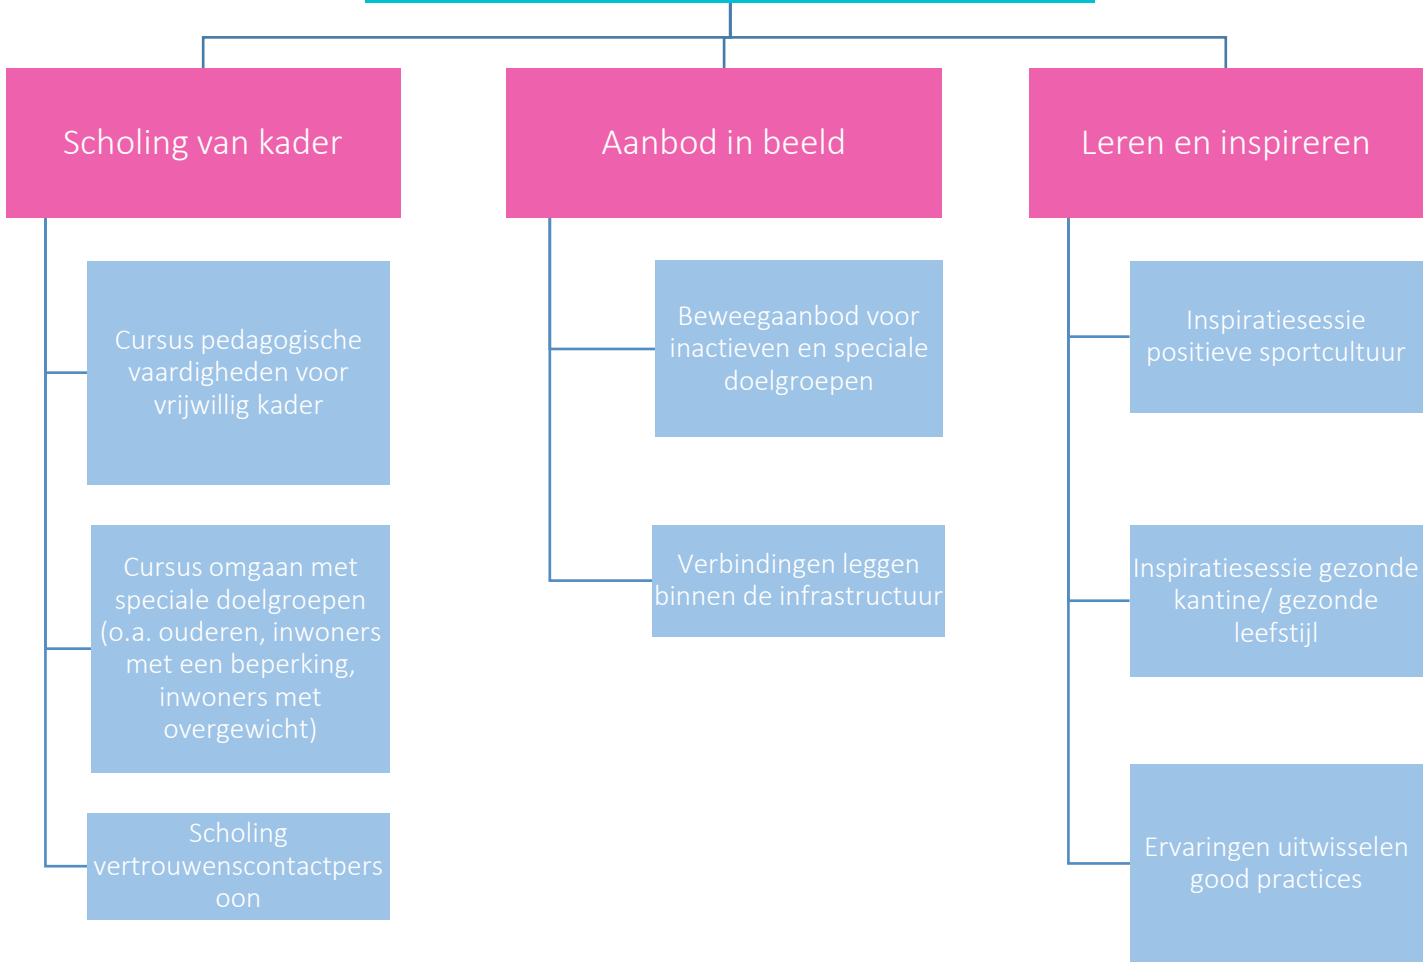 Scholing van kader
Cursus pedagogische
vaardigheden voor
vrijwillig kader
Cursus omgaan met
speciale doelgroepen
(o.a. ouderen, inwoners
met een beperking,
inwoners met
overgewicht)
Scholing
vertrouwenscontactpers
oon
Aanbod in beeld
Beweegaanbod voor
inactieven en speciale
doelgroepen
Verbindingen leggen
binnen de infrastructuur
Leren en inspireren
Inspiratiesessie
positieve sportcultuur
Inspiratiesessie gezonde
kantine/ gezonde
leefstijl
Ervaringen uitwisselen
good practices